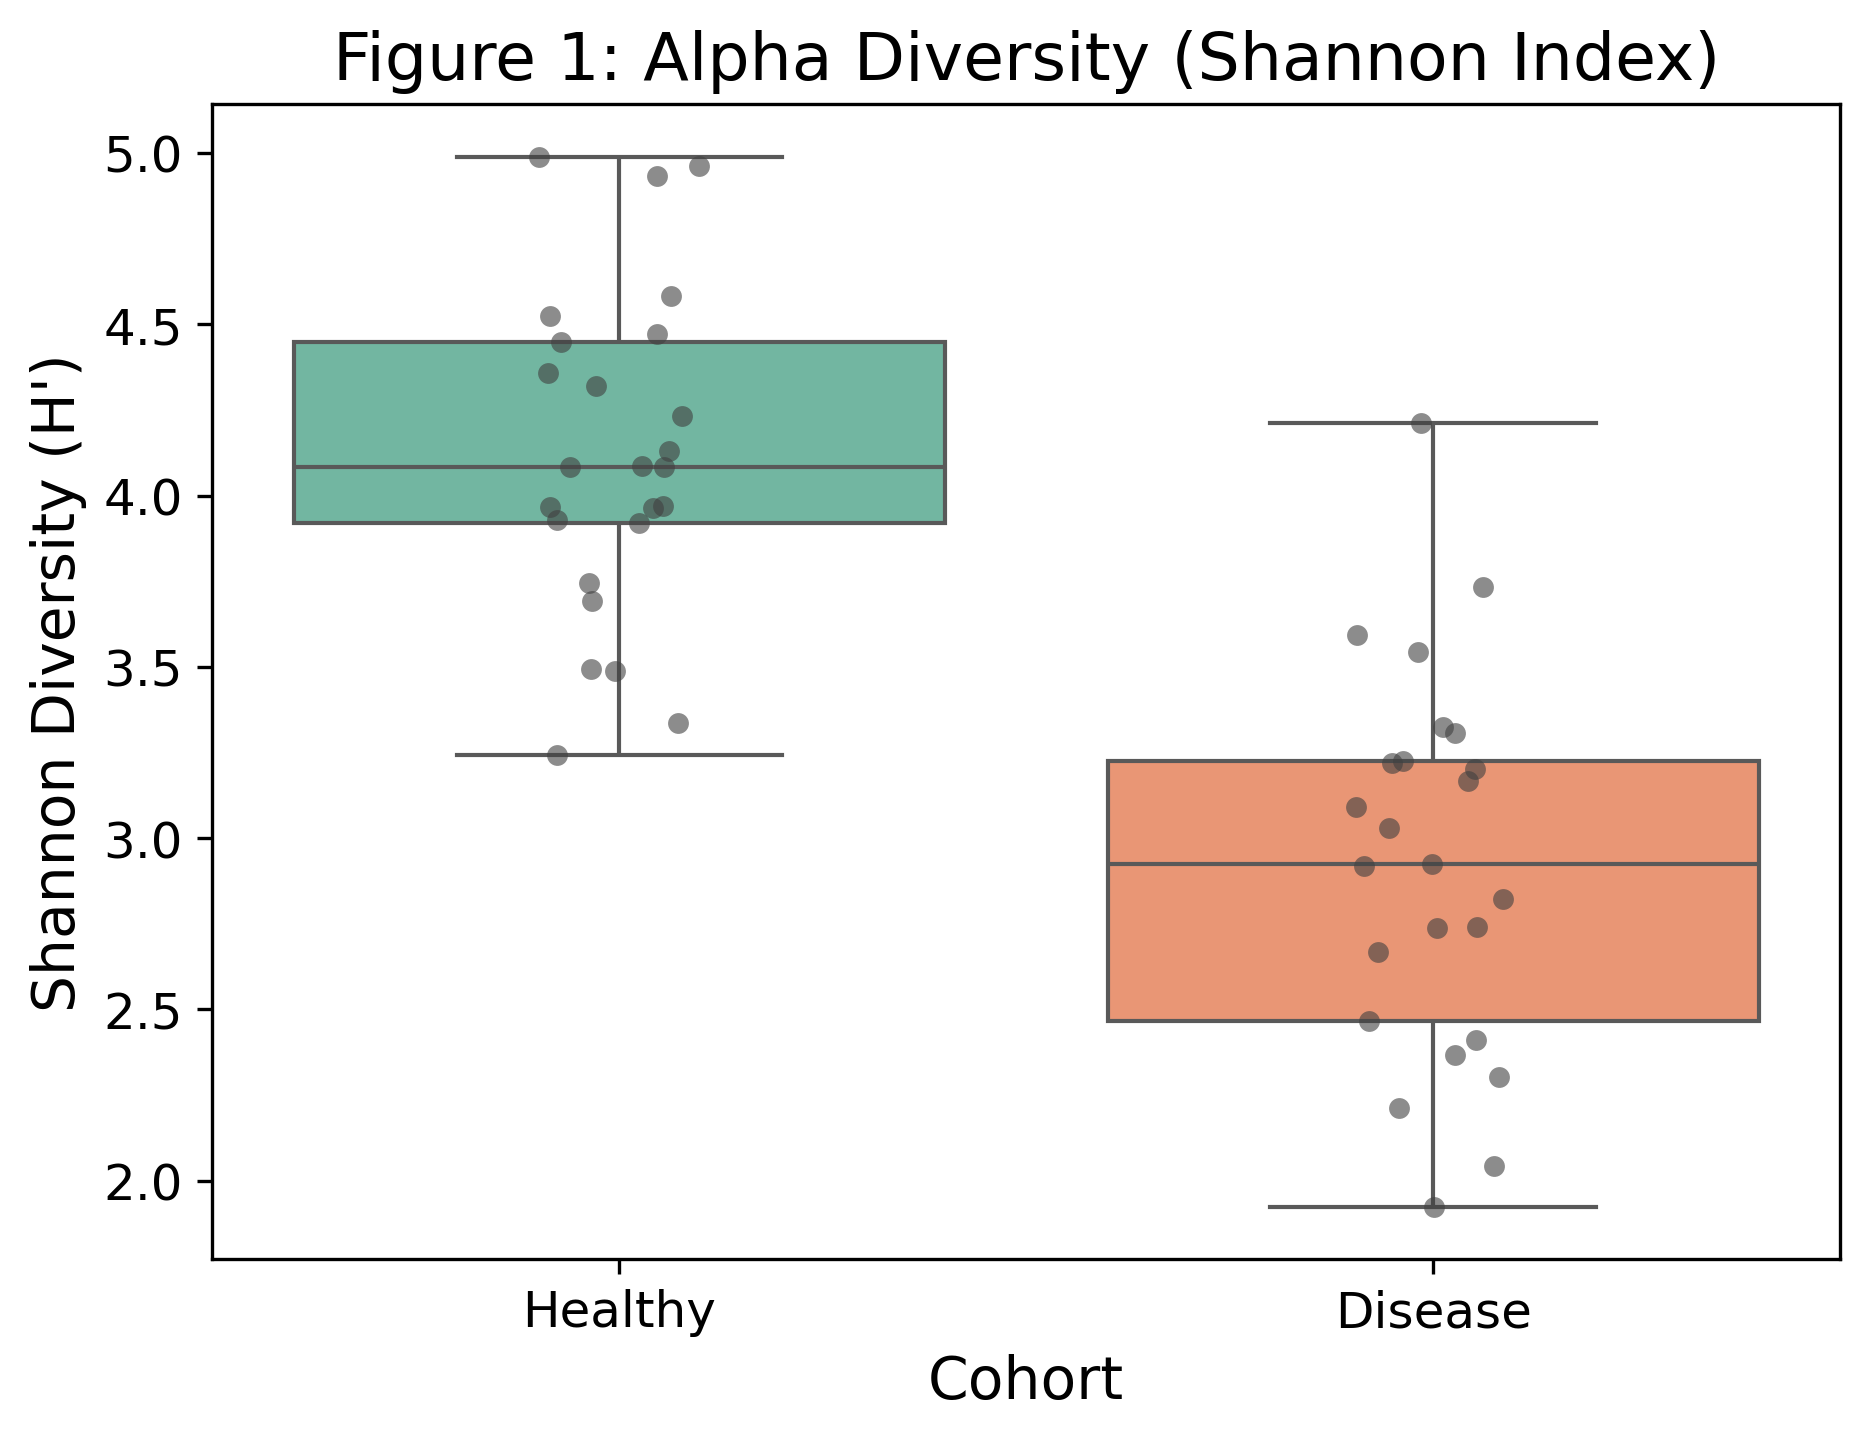 Figure 1: Alpha Diversity (Shannon Index)
Shannon Diversity (H')
5.0
4.5
4.0
3.5
3.0
2.5
2.0
Healthy
Disease
Cohort